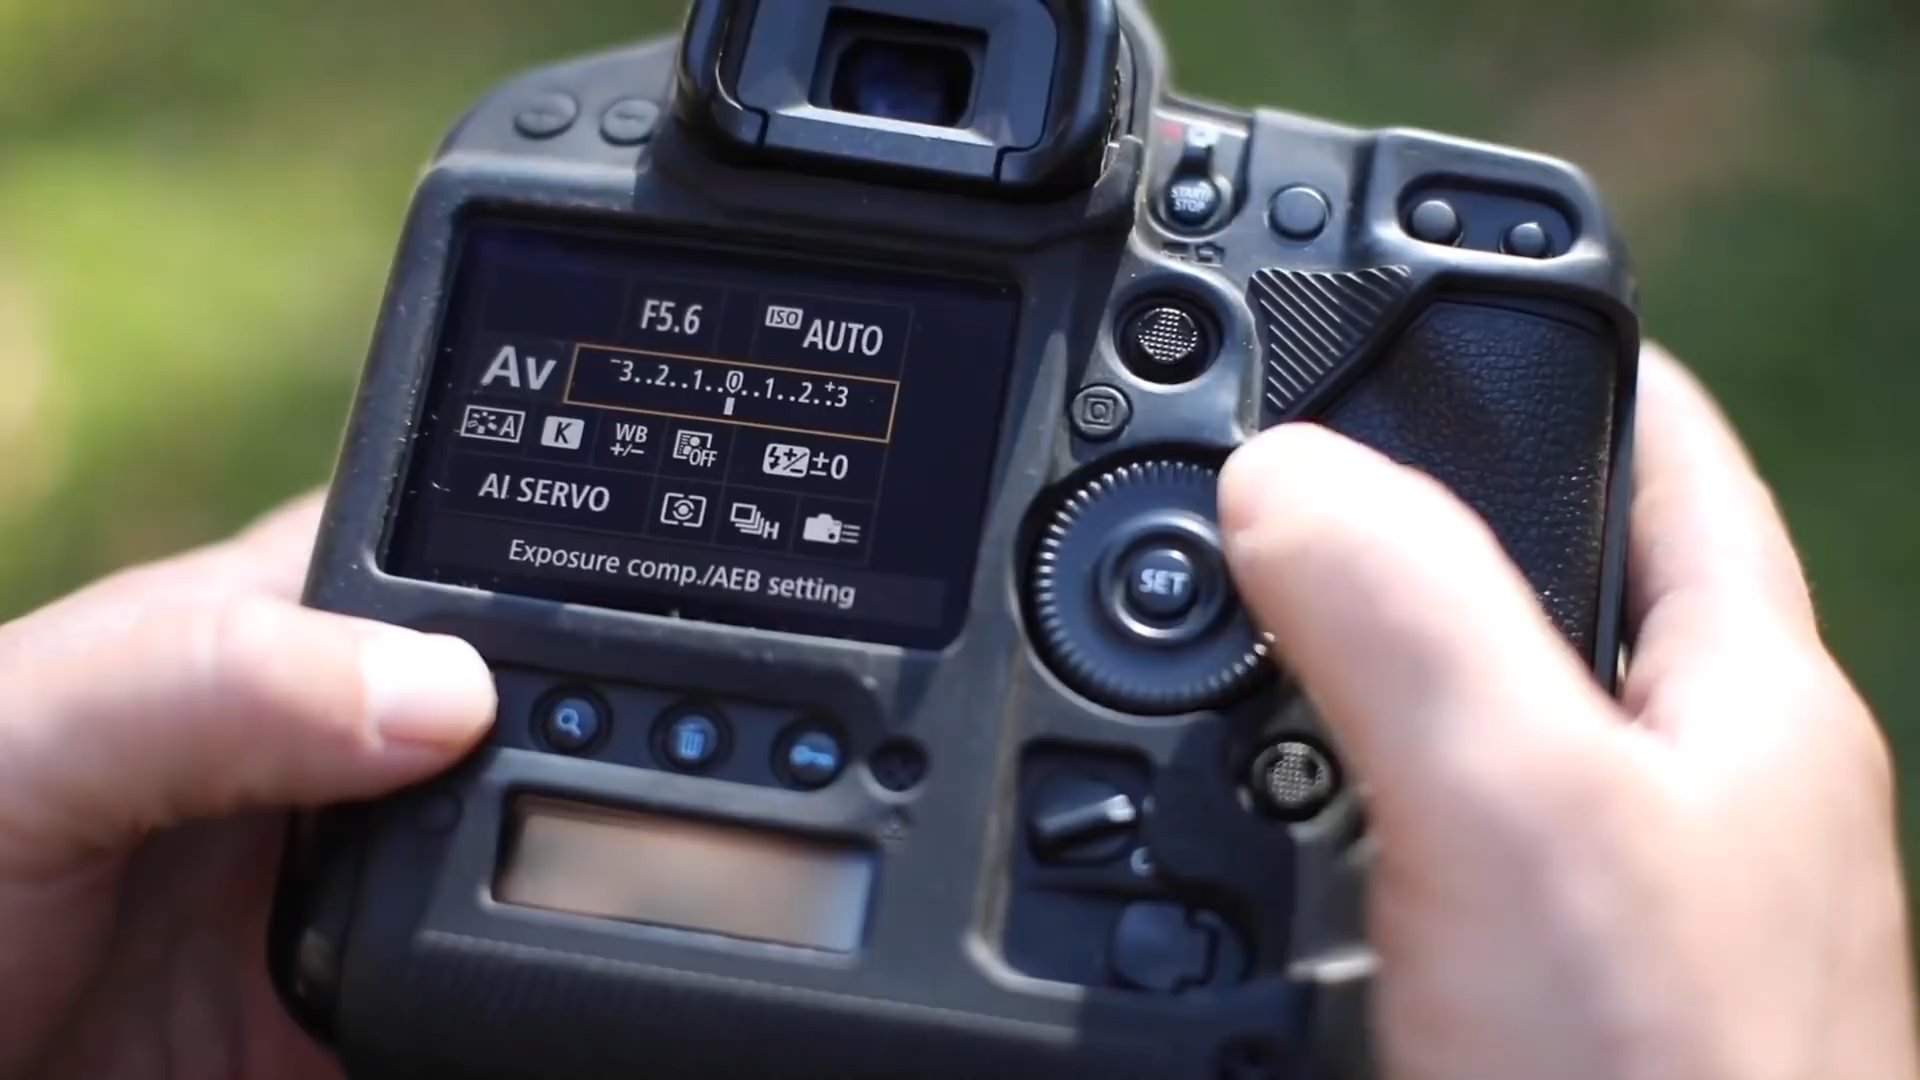 START
STOP
F5.6
ISO AUTO
Av
-3..2..1..0..1..2..+3
A
K
WB
+/-
OFF
±0
AI SERVO
H
Exposure comp./AEB setting
SET